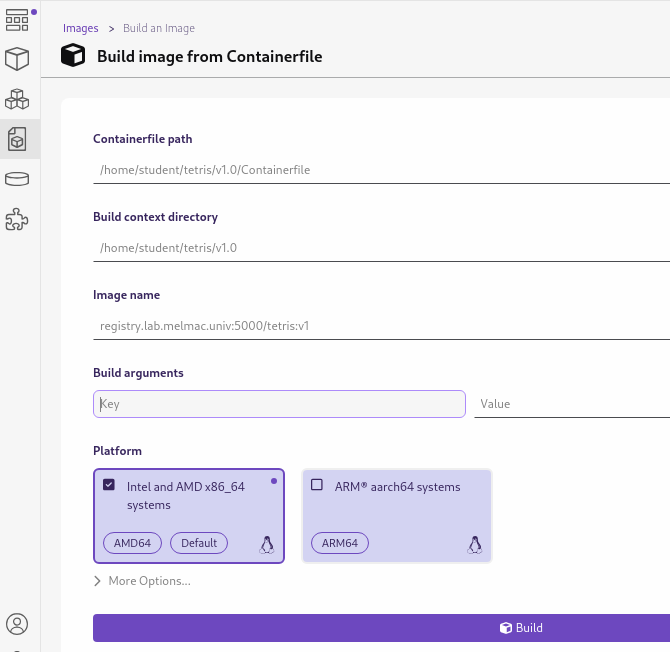 Images > Build an Image
Build image from Containerfile
Containerfile path
/home/student/tetris/v1.0/Containerfile
Build context directory
/home/student/tetris/v1.0
Image name
registry.lab.melmac.univ:5000/tetris:v1
Build arguments
Key Value
Platform
Intel and AMD x86_64
systems
AMD64 Default
ARM® aarch64 systems
ARM64
More Options...
Build